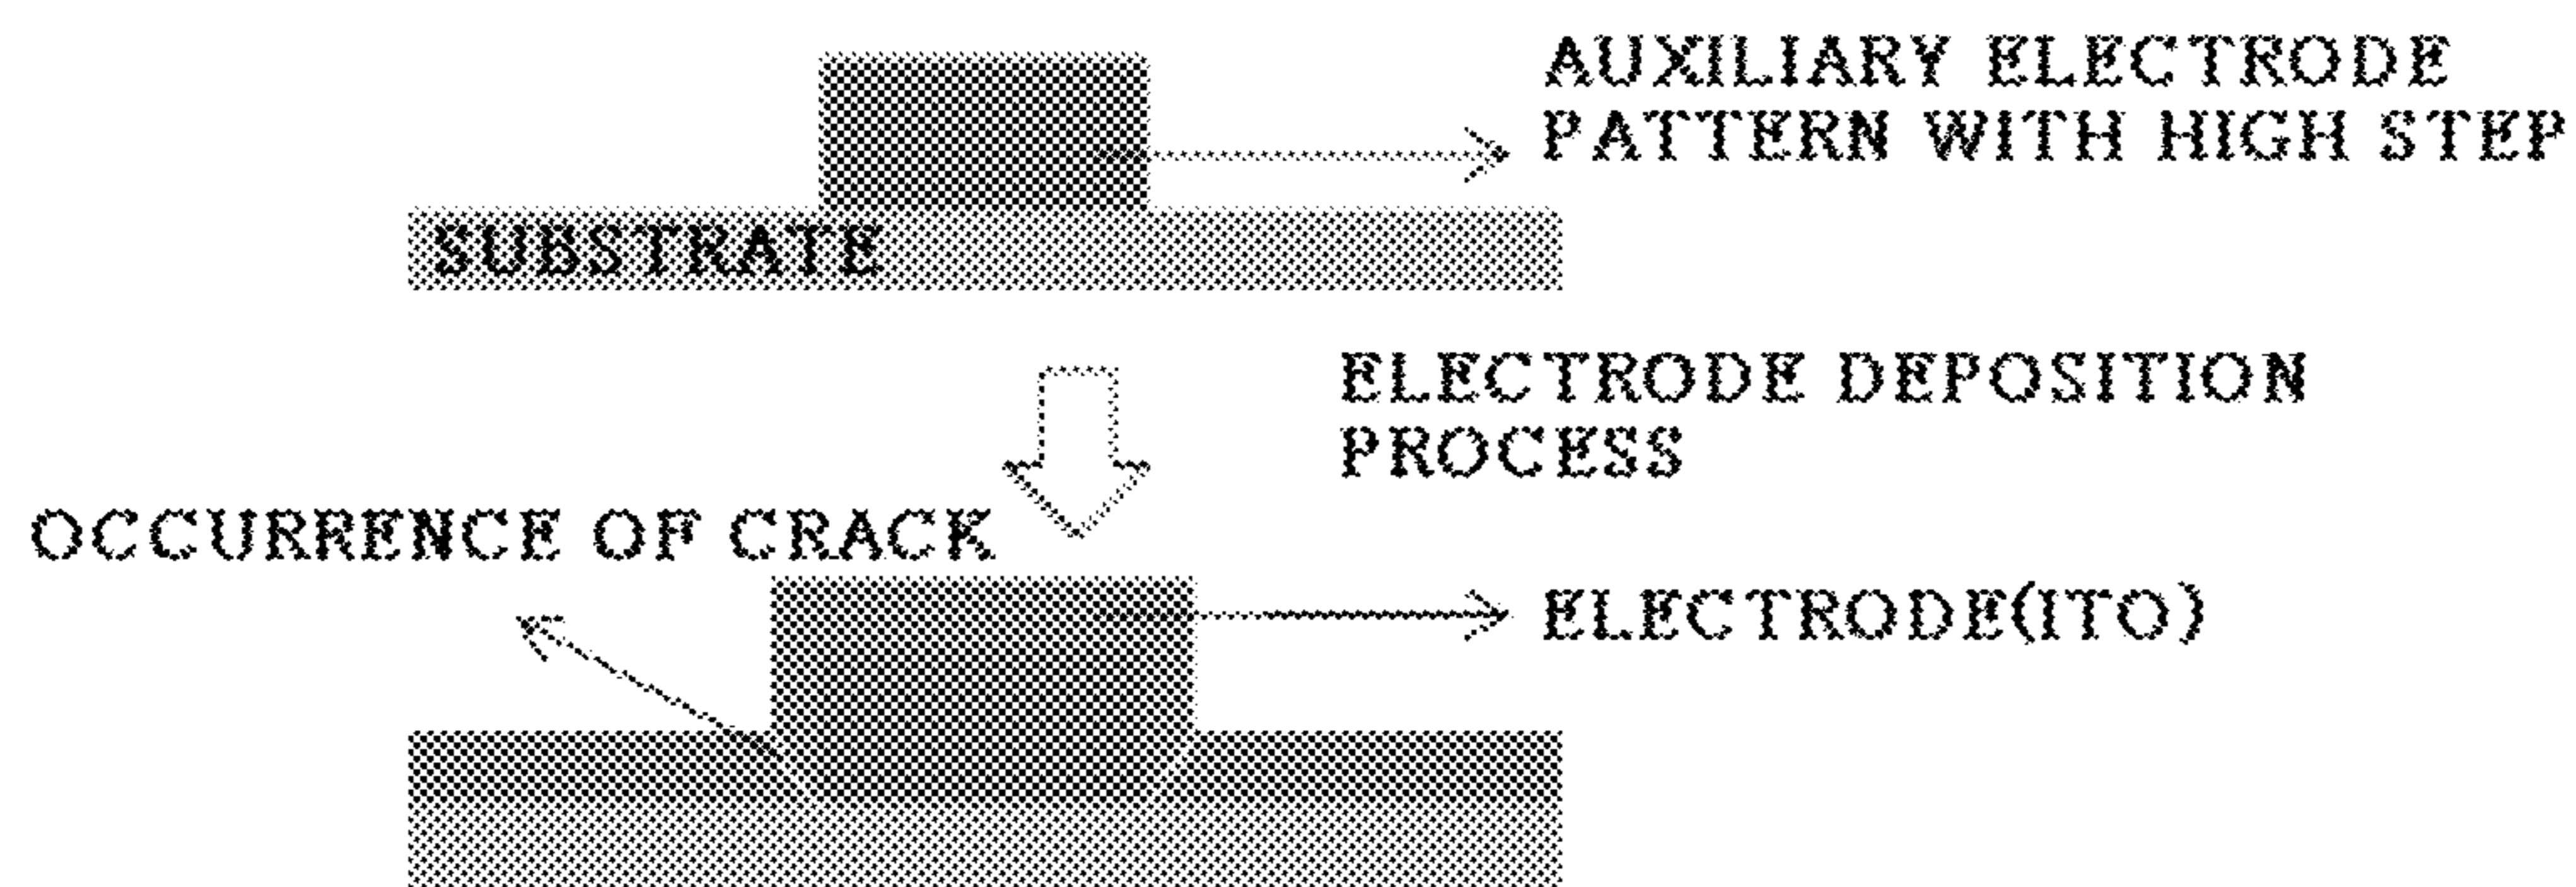 AUXILIARY ELECTRODE
PATTERN WITH HIGH STEP
SUBSTRATE
ELECTRODE DEPOSITION
PROCESS
OCCURRENCE OF CRACK
ELECTRODE(ITO)